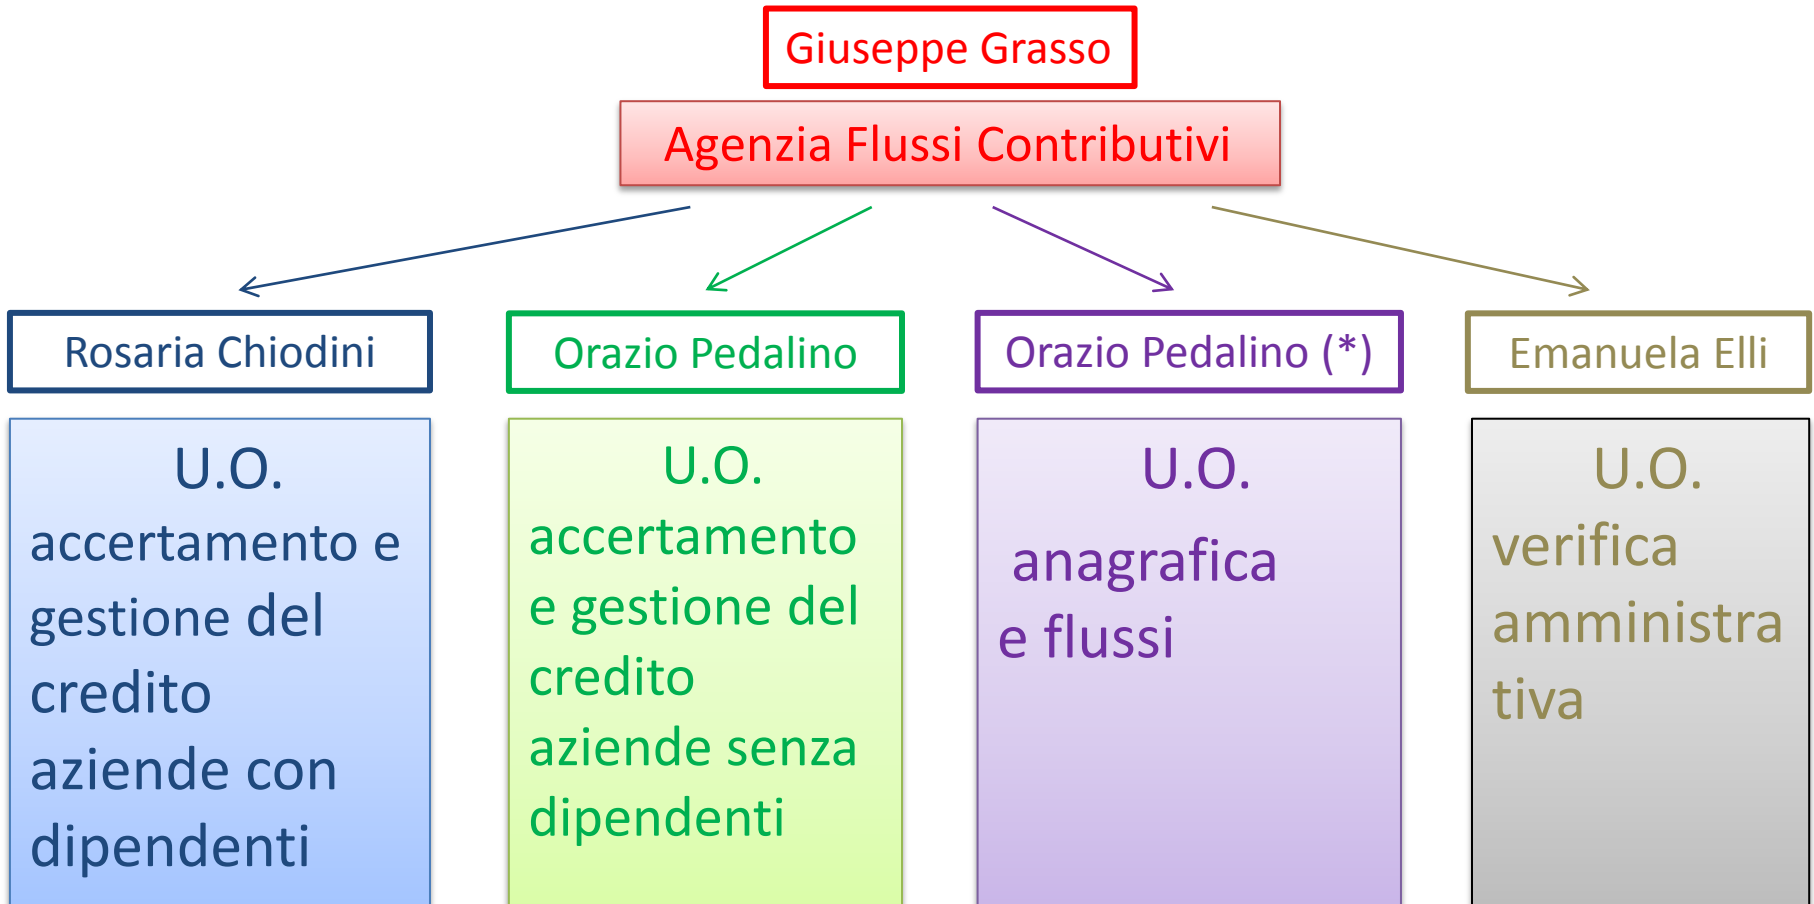 Giuseppe Grasso
Agenzia Flussi Contributivi
Rosaria Chiodini
U.O.
accertamento e
gestione del
credito
aziende con
dipendenti
Orazio Pedalino
U.O.
accertamento
e gestione del
credito
aziende senza
dipendenti
Orazio Pedalino (*)
U.O.
anagrafica
e flussi
Emanuela Elli
U.O.
verifica
amministra
tiva